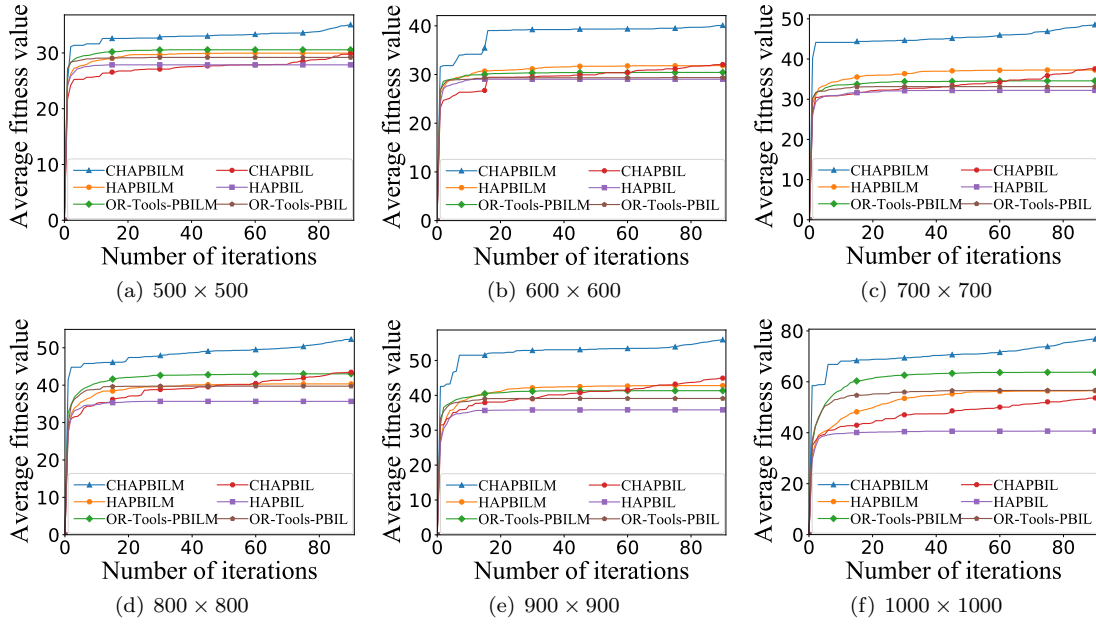 Average fitness value
30
20
10
0
CHAPBILM
CHAPBIL
HAPBILM
HAPBIL
OR-Tools-PBILM
OR-Tools-PBIL
0 20 40 60 80
Number of iterations
(a) 500 × 500
Average fitness value
40
30
20
10
0
CHAPBILM
CHAPBIL
HAPBILM
HAPBIL
OR-Tools-PBILM
OR-Tools-PBIL
0 20 40 60 80
Number of iterations
(b) 600 × 600
Average fitness value
50
40
30
20
10
0
CHAPBILM
CHAPBIL
HAPBILM
HAPBIL
OR-Tools-PBILM
OR-Tools-PBIL
0 20 40 60 80
Number of iterations
(c) 700 × 700
Average fitness value
50
40
30
20
10
0
CHAPBILM
CHAPBIL
HAPBILM
HAPBIL
OR-Tools-PBILM
OR-Tools-PBIL
0 20 40 60 80
Number of iterations
(d) 800 × 800
Average fitness value
50
40
30
20
10
0
CHAPBILM
CHAPBIL
HAPBILM
HAPBIL
OR-Tools-PBILM
OR-Tools-PBIL
0 20 40 60 80
Number of iterations
(e) 900 × 900
Average fitness value
80
60
40
20
0
CHAPBILM
CHAPBIL
HAPBILM
HAPBIL
OR-Tools-PBILM
OR-Tools-PBIL
0 20 40 60 80
Number of iterations
(f) 1000 × 1000